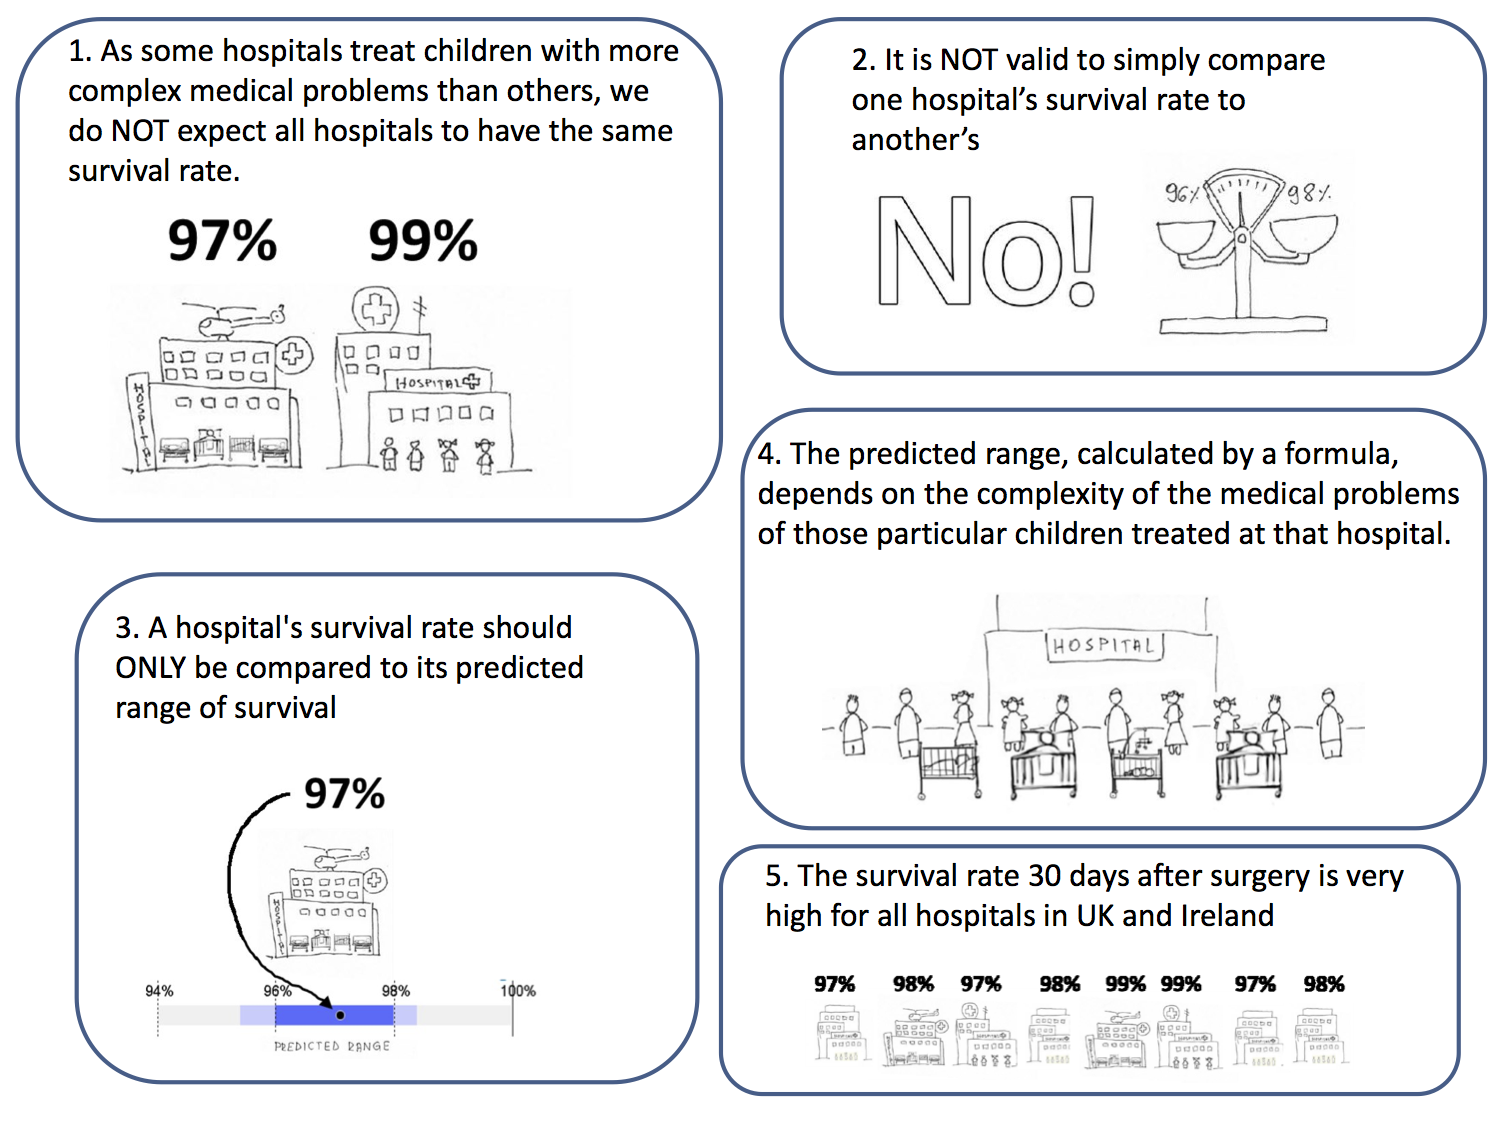 1. As some hospitals treat children with more
complex medical problems than others, we
do NOT expect all hospitals to have the same
survival rate.
97% 99%
HOSPITAL
HOSPITAL
2. It is NOT valid to simply compare
one hospital’s survival rate to
another’s
No!
96% 98%
3. A hospital's survival rate should
ONLY be compared to its predicted
range of survival
97%
HOSPITAL
94% 96% 98% 100%
PREDICTED RANGE
4. The predicted range, calculated by a formula,
depends on the complexity of the medical problems
of those particular children treated at that hospital.
HOSPITAL
5. The survival rate 30 days after surgery is very
high for all hospitals in UK and Ireland
97% 98% 97% 98% 99% 99% 97% 98%